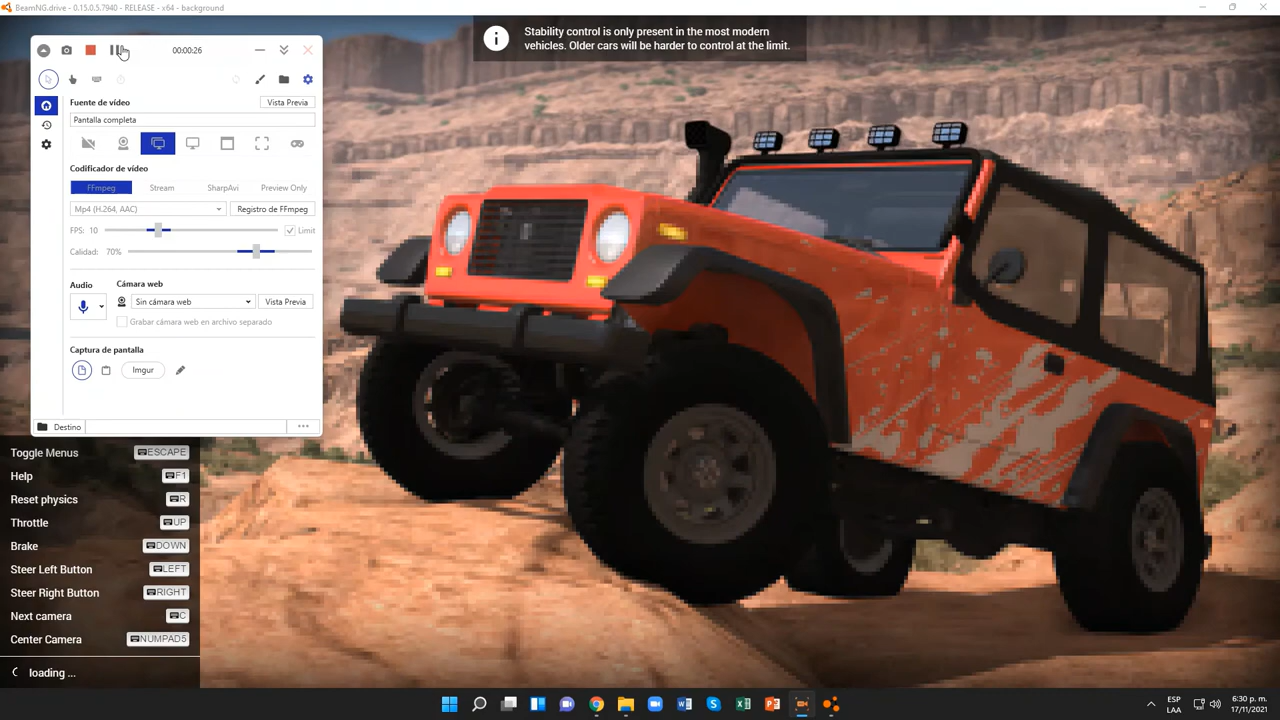 BeamNG.drive - 0.15.0.5.7940 - RELEASE - x64 - background
Stability control is only present in the most modern
vehicles. Older cars will be harder to control at the limit.
00:00:26
Fuente de vídeo
Vista Previa
Pantalla completa
Codificador de vídeo
FFmpeg
Stream
SharpAvi
Preview Only
Mp4 (H.264, AAC)
Registro de FFmpeg
FPS: 10
Limit
Calidad: 70%
Audio
Cámara web
Sin cámara web
Vista Previa
Grabar cámara web en archivo separado
Captura de pantalla
Imgur
Destino
...
Toggle Menus ESCAPE
Help F1
Reset physics R
Throttle UP
Brake DOWN
Steer Left Button LEFT
Steer Right Button RIGHT
Next camera C
Center Camera NUMPAD5
loading ...
ESP
LAA
6:30 p. m.
17/11/2021